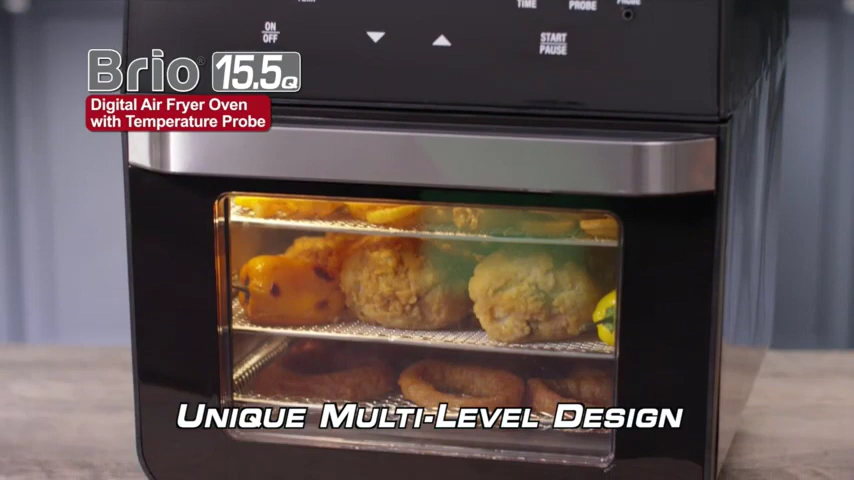 TIME
PROBE
PROBE
ON
OFF
START
PAUSE
Brio® 15.5Q
Digital Air Fryer Oven
with Temperature Probe
UNIQUE MULTI-LEVEL DESIGN